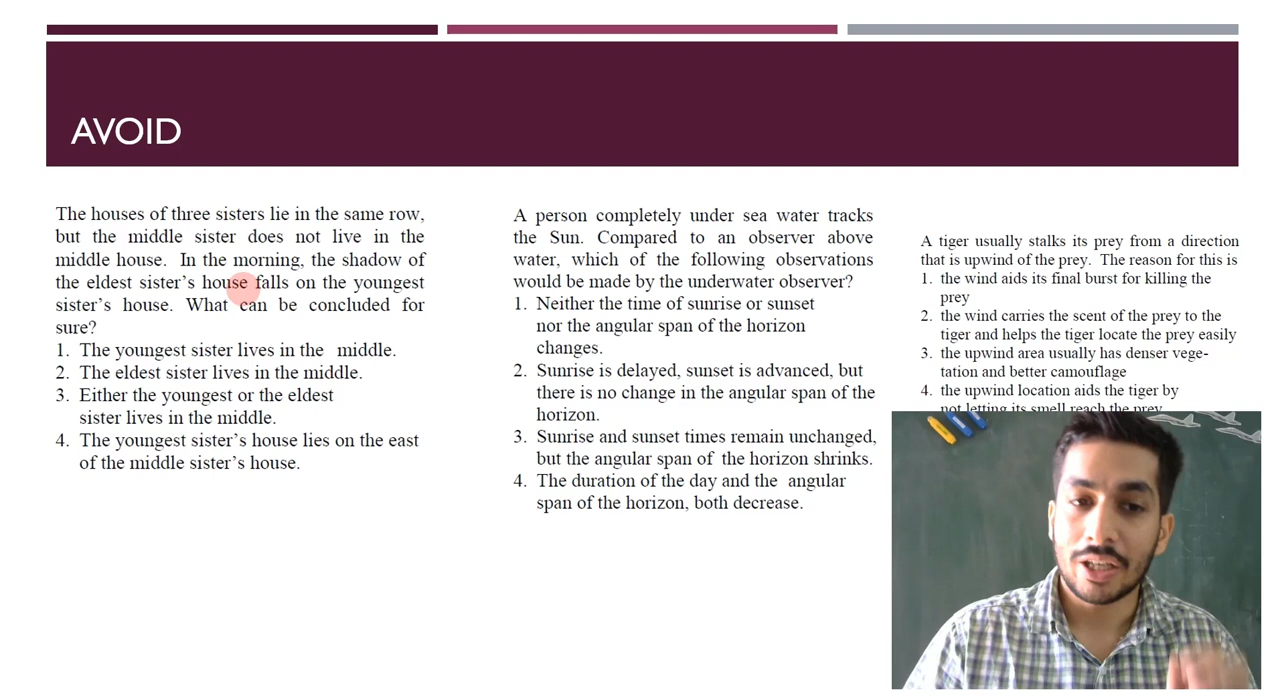 AVOID
The houses of three sisters lie in the same row,
but the middle sister does not live in the
middle house. In the morning, the shadow of
the eldest sister's house falls on the youngest
sister's house. What can be concluded for
sure?
1. The youngest sister lives in the middle.
2. The eldest sister lives in the middle.
3. Either the youngest or the eldest
sister lives in the middle.
4. The youngest sister's house lies on the east
of the middle sister's house.
A person completely under sea water tracks
the Sun. Compared to an observer above
water, which of the following observations
would be made by the underwater observer?
1. Neither the time of sunrise or sunset
nor the angular span of the horizon
changes.
2. Sunrise is delayed, sunset is advanced, but
there is no change in the angular span of the
horizon.
3. Sunrise and sunset times remain unchanged,
but the angular span of the horizon shrinks.
4. The duration of the day and the angular
span of the horizon, both decrease.
A tiger usually stalks its prey from a direction
that is upwind of the prey. The reason for this is
1. the wind aids its final burst for killing the
prey
2. the wind carries the scent of the prey to the
tiger and helps the tiger locate the prey easily
3. the upwind area usually has denser vege-
tation and better camouflage
4. the upwind location aids the tiger by
not letting its smell reach the prey